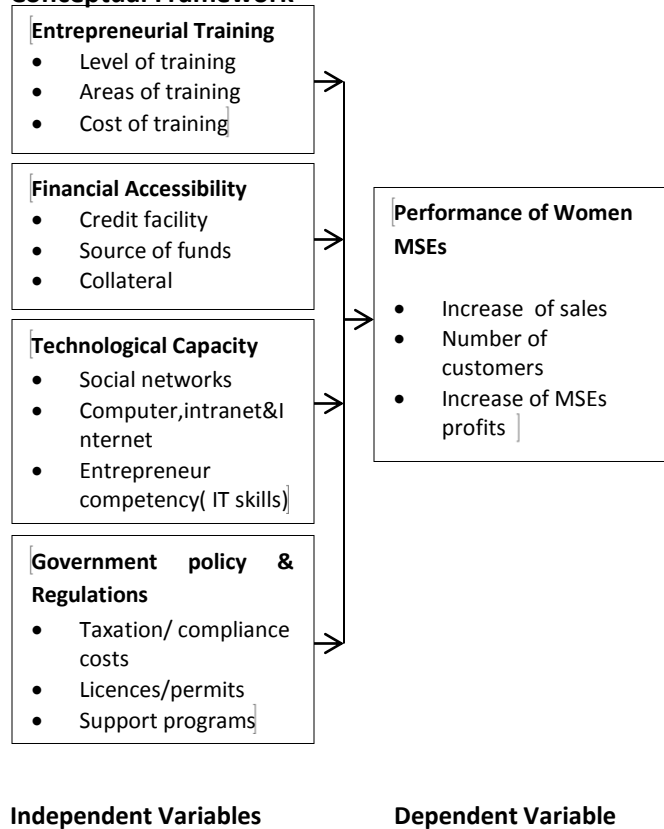 Conceptual Framework
Entrepreneurial Training
• Level of training
• Areas of training
• Cost of training
Financial Accessibility
• Credit facility
• Source of funds
• Collateral
Technological Capacity
• Social networks
• Computer,intranet&I
nternet
• Entrepreneur
competency( IT skills)
Government policy &
Regulations
• Taxation/ compliance
costs
• Licences/permits
• Support programs
Performance of Women
MSEs
• Increase of sales
• Number of
customers
• Increase of MSEs
profits
Independent Variables
Dependent Variable